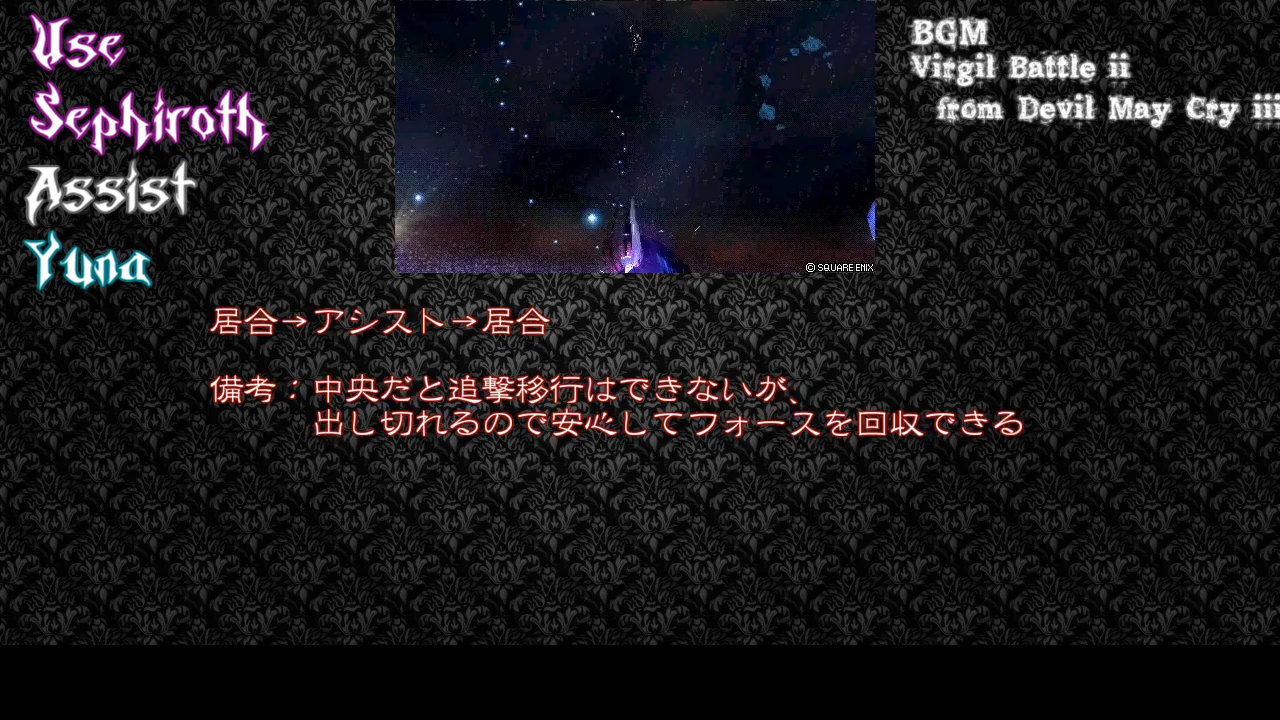 Use
Sephiroth
Assist
Yuna
© SQUARE ENIX
BGM
Virgil Battle ii
from Devil May Cry iii
居合→アシスト→居合
備考：中央だと追撃移行はできないが、
出し切れるので安心してフォースを回収できる